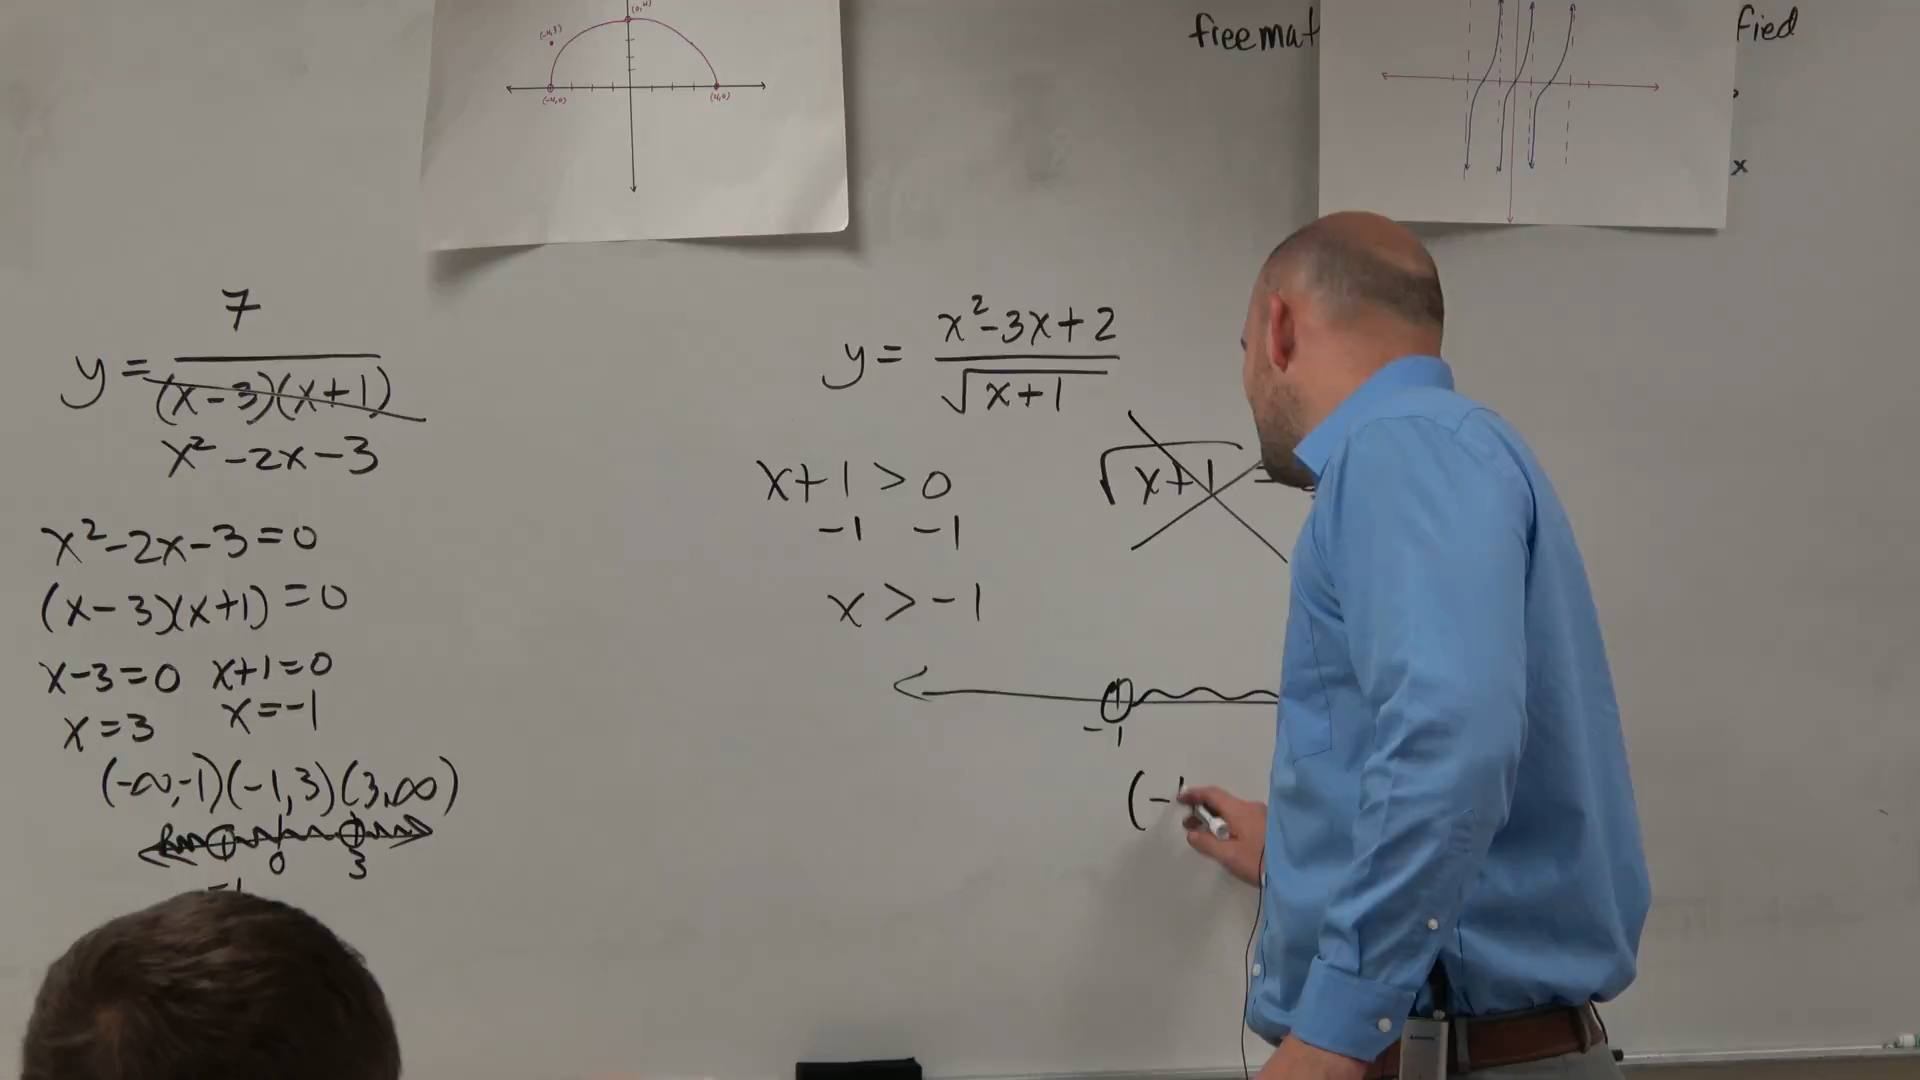 (0,4)
(-4,3)
(-4,0)
(4,0)
freemat
fied
x
7
y = 
(x-3)(x+1)
x²-2x-3
x²-2x-3=0
(x-3)(x+1)=0
x-3=0 x+1=0
x=3 x=-1
(-∞,-1)(-1,3)(3,∞)
0 3
-1
y= x²-3x+2
√x+1
x+1 > 0
-1 -1
x > -1
√x+1 =
-1
(-1